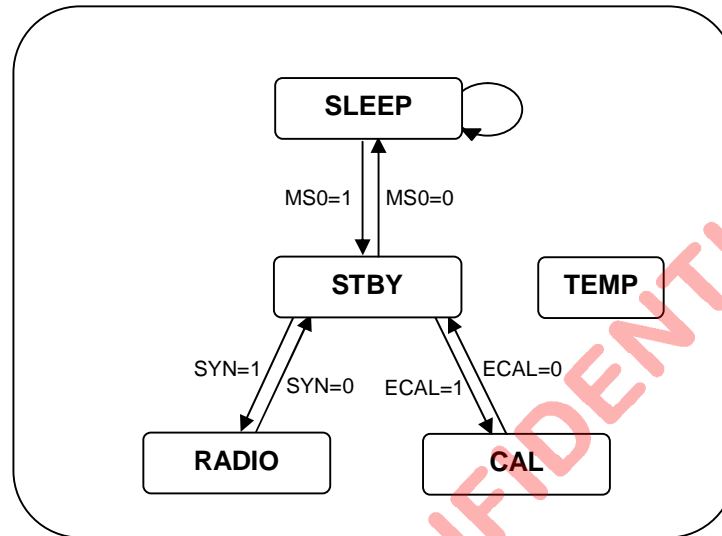 SLEEP
MS0=1
MS0=0
STBY
TEMP
SYN=1
SYN=0
ECAL=1
ECAL=0
RADIO
CAL